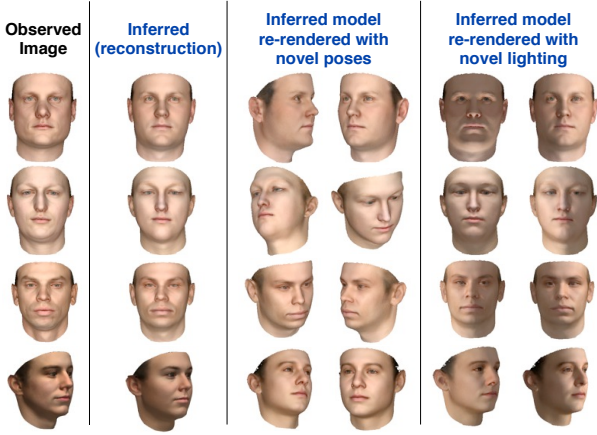 Observed
Image
Inferred
(reconstruction)
Inferred model
re-rendered with
novel poses
Inferred model
re-rendered with
novel lighting